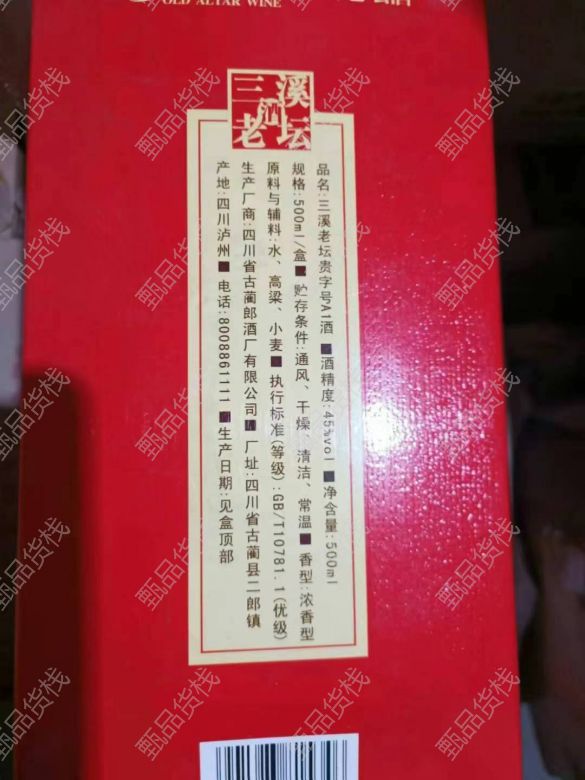 OLD ALTAR WINE
三溪
老坛
酒
品名:三溪老坛贵字号A1酒 ■酒精度:45%vol ■净含量:500ml
规格:500ml/盒■贮存条件:通风、干燥、清洁、常温■香型:浓香型
原料与辅料:水、高粱、小麦■执行标准(等级):GB/T10781.1(优级)
生产厂商:四川省古蔺郎酒厂有限公司■厂址:四川省古蔺县二郎镇
产地:四川泸州■电话:8008861111■生产日期:见盒顶部
甄品货栈